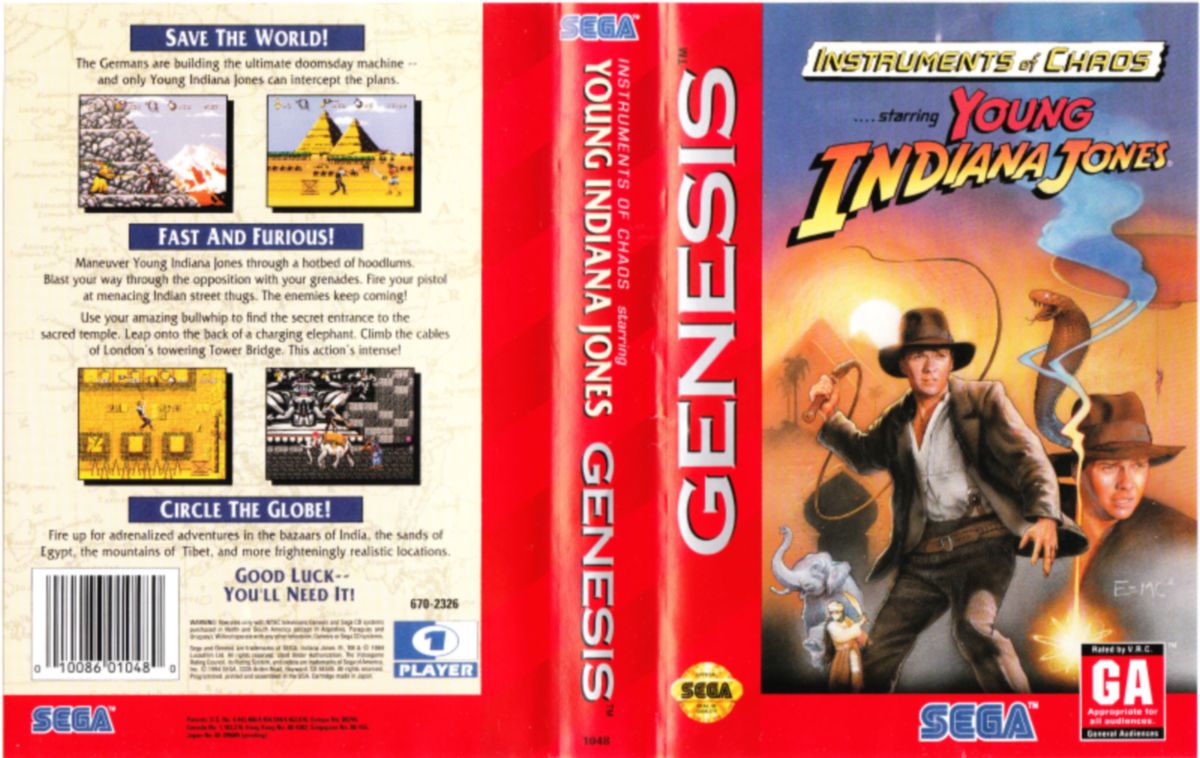 SAVE THE WORLD!
The Germans are building the ultimate doomsday machine --
and only Young Indiana Jones can intercept the plans.
FAST AND FURIOUS!
Maneuver Young Indiana Jones through a hotbed of hoodlums.
Blast your way through the opposition with your grenades. Fire your pistol
at menacing Indian street thugs. The enemies keep coming!
Use your amazing bullwhip to find the secret entrance to the
sacred temple. Leap onto the back of a charging elephant. Climb the cables
of London's towering Tower Bridge. This action's intense!
CIRCLE THE GLOBE!
Fire up for adrenalized adventures in the bazaars of India, the sands of
Egypt, the mountains of Tibet, and more frighteningly realistic locations.
GOOD LUCK--
YOU'LL NEED IT!
670-2326
0 10086 01048 0
1
PLAYER
SEGA™
SEGA™
INSTRUMENTS OF CHAOS starring
YOUNG INDIANA JONES
GENESIS™
SEGA
1048
GENESIS
TM
INSTRUMENTS of CHAOS
....starring YOUNG
INDIANA JONES
E=MC²
Rated by V.R.C.
GA
Appropriate for
all audiences.
General Audiences
TM
SEGA™